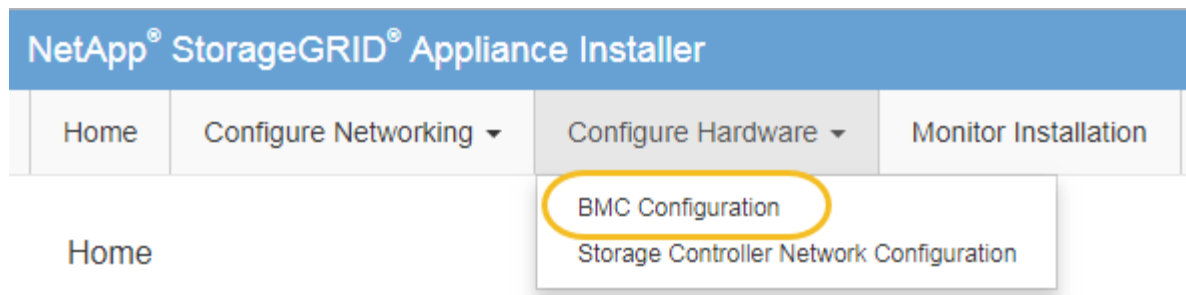 NetApp® StorageGRID® Appliance Installer
Home Configure Networking Configure Hardware Monitor Installation
BMC Configuration
Home
Storage Controller Network Configuration